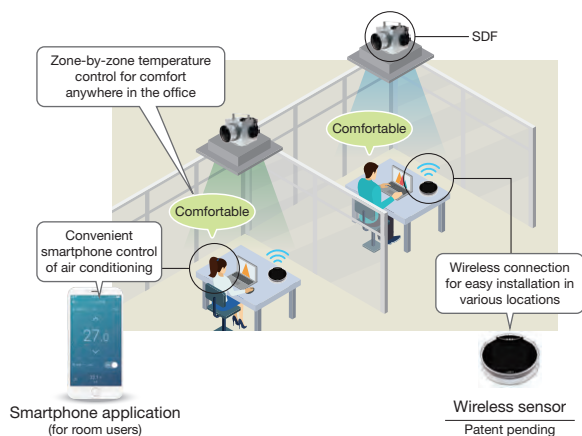 SDF
Zone-by-zone temperature
control for comfort
anywhere in the office
Comfortable
Comfortable
Convenient
smartphone control
of air conditioning
Wireless connection
for easy installation in
various locations
27.0
Smartphone application
(for room users)
Wireless sensor
Patent pending